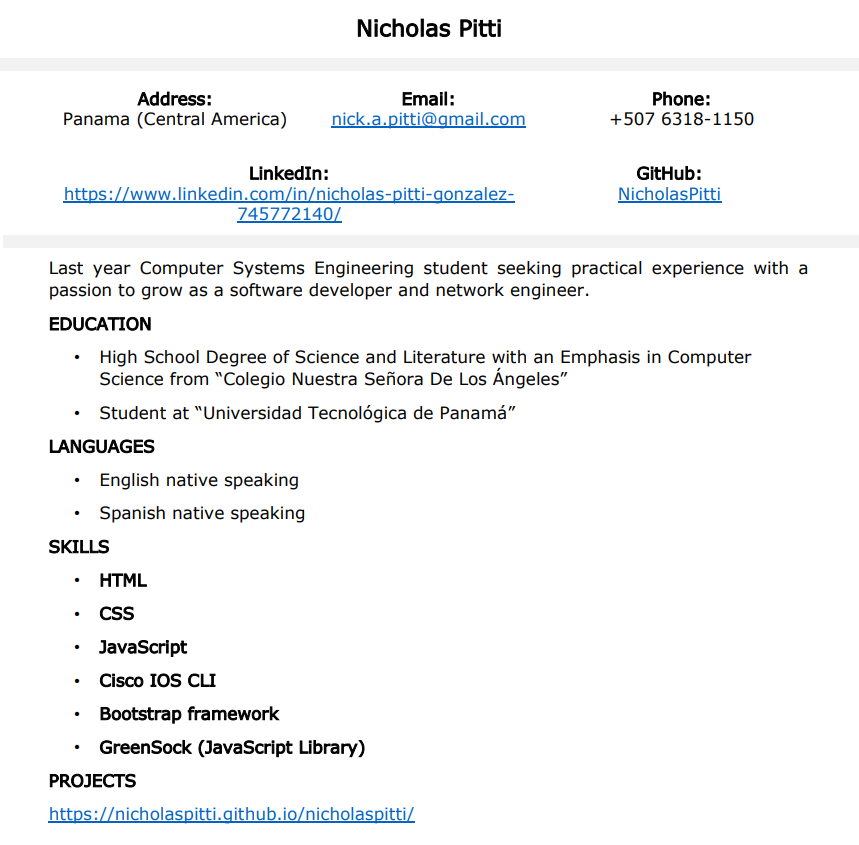 Nicholas Pitti
Address: Email: Phone:
Panama (Central America) nick.a.pitti@gmail.com +507 6318-1150
LinkedIn: GitHub:
https://www.linkedin.com/in/nicholas-pitti-gonzalez- NicholasPitti
745772140/
Last year Computer Systems Engineering student seeking practical experience with a
passion to grow as a software developer and network engineer.
EDUCATION
• High School Degree of Science and Literature with an Emphasis in Computer
Science from “Colegio Nuestra Señora De Los Ángeles”
• Student at “Universidad Tecnológica de Panamá”
LANGUAGES
• English native speaking
• Spanish native speaking
SKILLS
• HTML
• CSS
• JavaScript
• Cisco IOS CLI
• Bootstrap framework
• GreenSock (JavaScript Library)
PROJECTS
https://nicholaspitti.github.io/nicholaspitti/